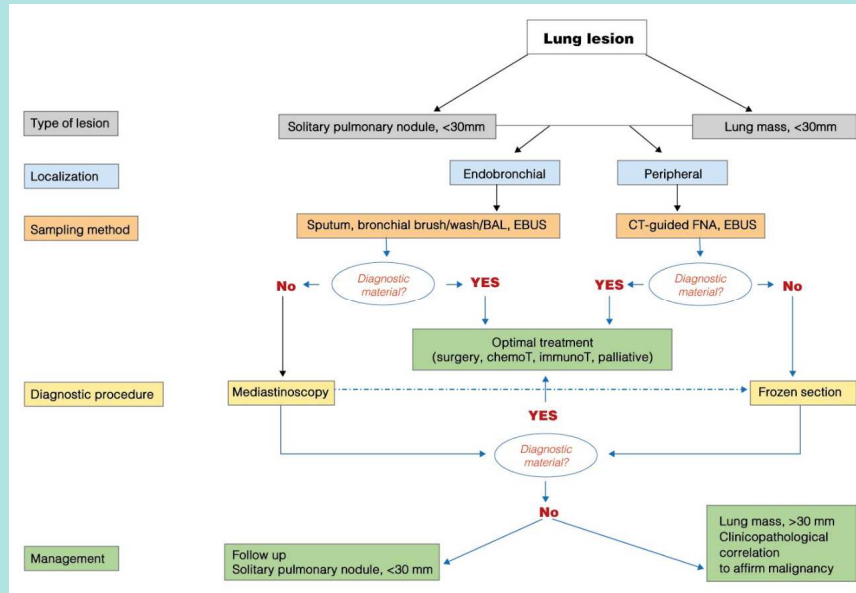 Lung lesion
Type of lesion
Solitary pulmonary nodule, <30mm
Lung mass, <30mm
Localization
Endobronchial
Peripheral
Sampling method
Sputum, bronchial brush/wash/BAL, EBUS
CT-guided FNA, EBUS
No
Diagnostic
material?
YES
YES
Diagnostic
material?
No
Optimal treatment
(surgery, chemoT, immunoT, palliative)
Diagnostic procedure
Mediastinoscopy
Frozen section
YES
Diagnostic
material?
No
Management
Follow up
Solitary pulmonary nodule, <30 mm
Lung mass, >30 mm
Clinicopathological
correlation
to affirm malignancy